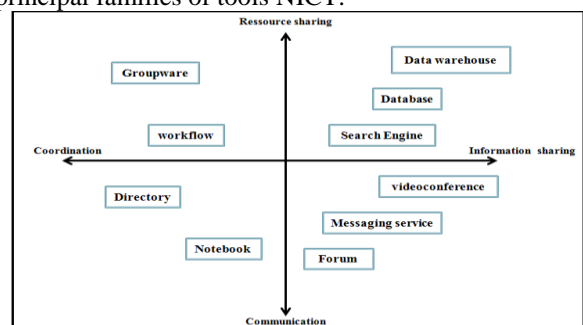 principal families of tools NICT.
Ressource sharing
Data warehouse
Groupware
Database
workflow
Search Engine
Coordination
Information sharing
videoconference
Directory
Messaging service
Notebook
Forum
Communication